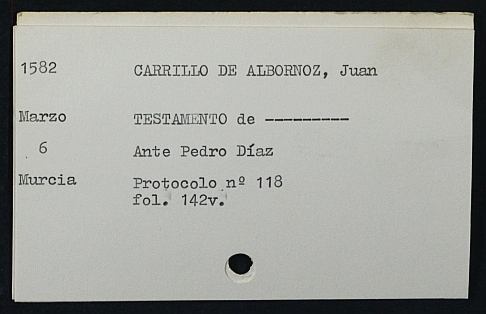 1582 CARRILLO DE ALBORNOZ, Juan
Marzo TESTAMENTO de ---------
6 Ante Pedro Díaz
Murcia Protocolo nº 118
fol. 142v.